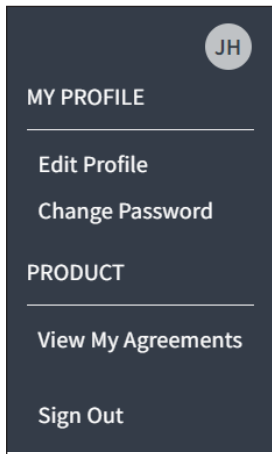 JH
MY PROFILE
Edit Profile
Change Password
PRODUCT
View My Agreements
Sign Out